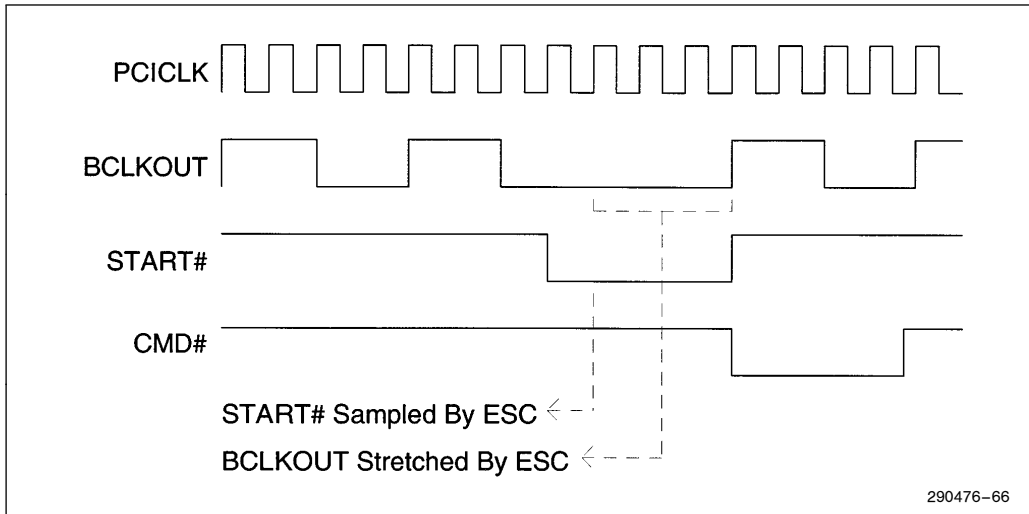 PCICLK
BCLKOUT
START#
CMD#
START# Sampled By ESC
BCLKOUT Stretched By ESC
290476–66